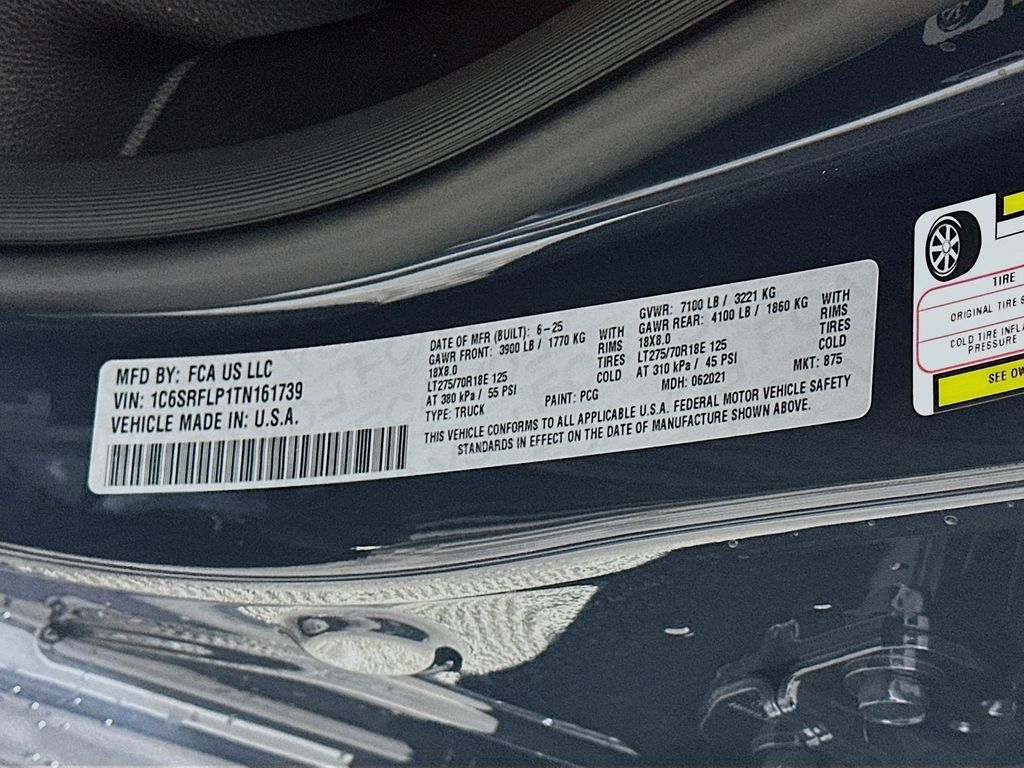 MFD BY: FCA US LLC
VIN: 1C6SRFLP1TN161739
VEHICLE MADE IN: U.S.A.
DATE OF MFR (BUILT): 6-25
GAWR FRONT: 3900 LB / 1770 KG WITH
18X8.0 RIMS
LT275/70R18E 125 TIRES
AT 380 kPa / 55 PSI COLD
TYPE: TRUCK PAINT: PCG
GVWR: 7100 LB / 3221 KG
GAWR REAR: 4100 LB / 1860 KG WITH
18X8.0 RIMS
LT275/70R18E 125 TIRES
AT 310 kPa / 45 PSI COLD
MDH: 062021 MKT: 875
THIS VEHICLE CONFORMS TO ALL APPLICABLE U.S.A. FEDERAL MOTOR VEHICLE SAFETY
STANDARDS IN EFFECT ON THE DATE OF MANUFACTURE SHOWN ABOVE.
TIRE
ORIGINAL TIRE S
COLD TIRE INFLA
PRESSURE
SEE OW